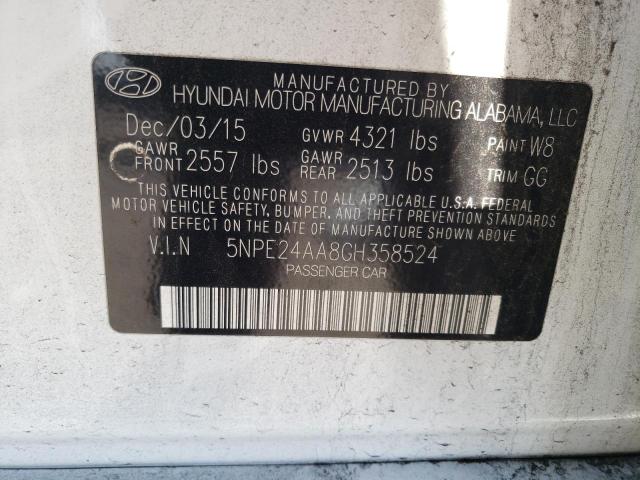 MANUFACTURED BY
HYUNDAI MOTOR MANUFACTURING ALABAMA, LLC
Dec/03/15 GVWR 4321 lbs PAINT W8
GAWR FRONT 2557 lbs GAWR REAR 2513 lbs TRIM GG
THIS VEHICLE CONFORMS TO ALL APPLICABLE U.S.A. FEDERAL
MOTOR VEHICLE SAFETY, BUMPER, AND THEFT PREVENTION STANDARDS
IN EFFECT ON THE DATE OF MANUFACTURE SHOWN ABOVE.
V.I.N 5NPE24AA8GH358524
PASSENGER CAR